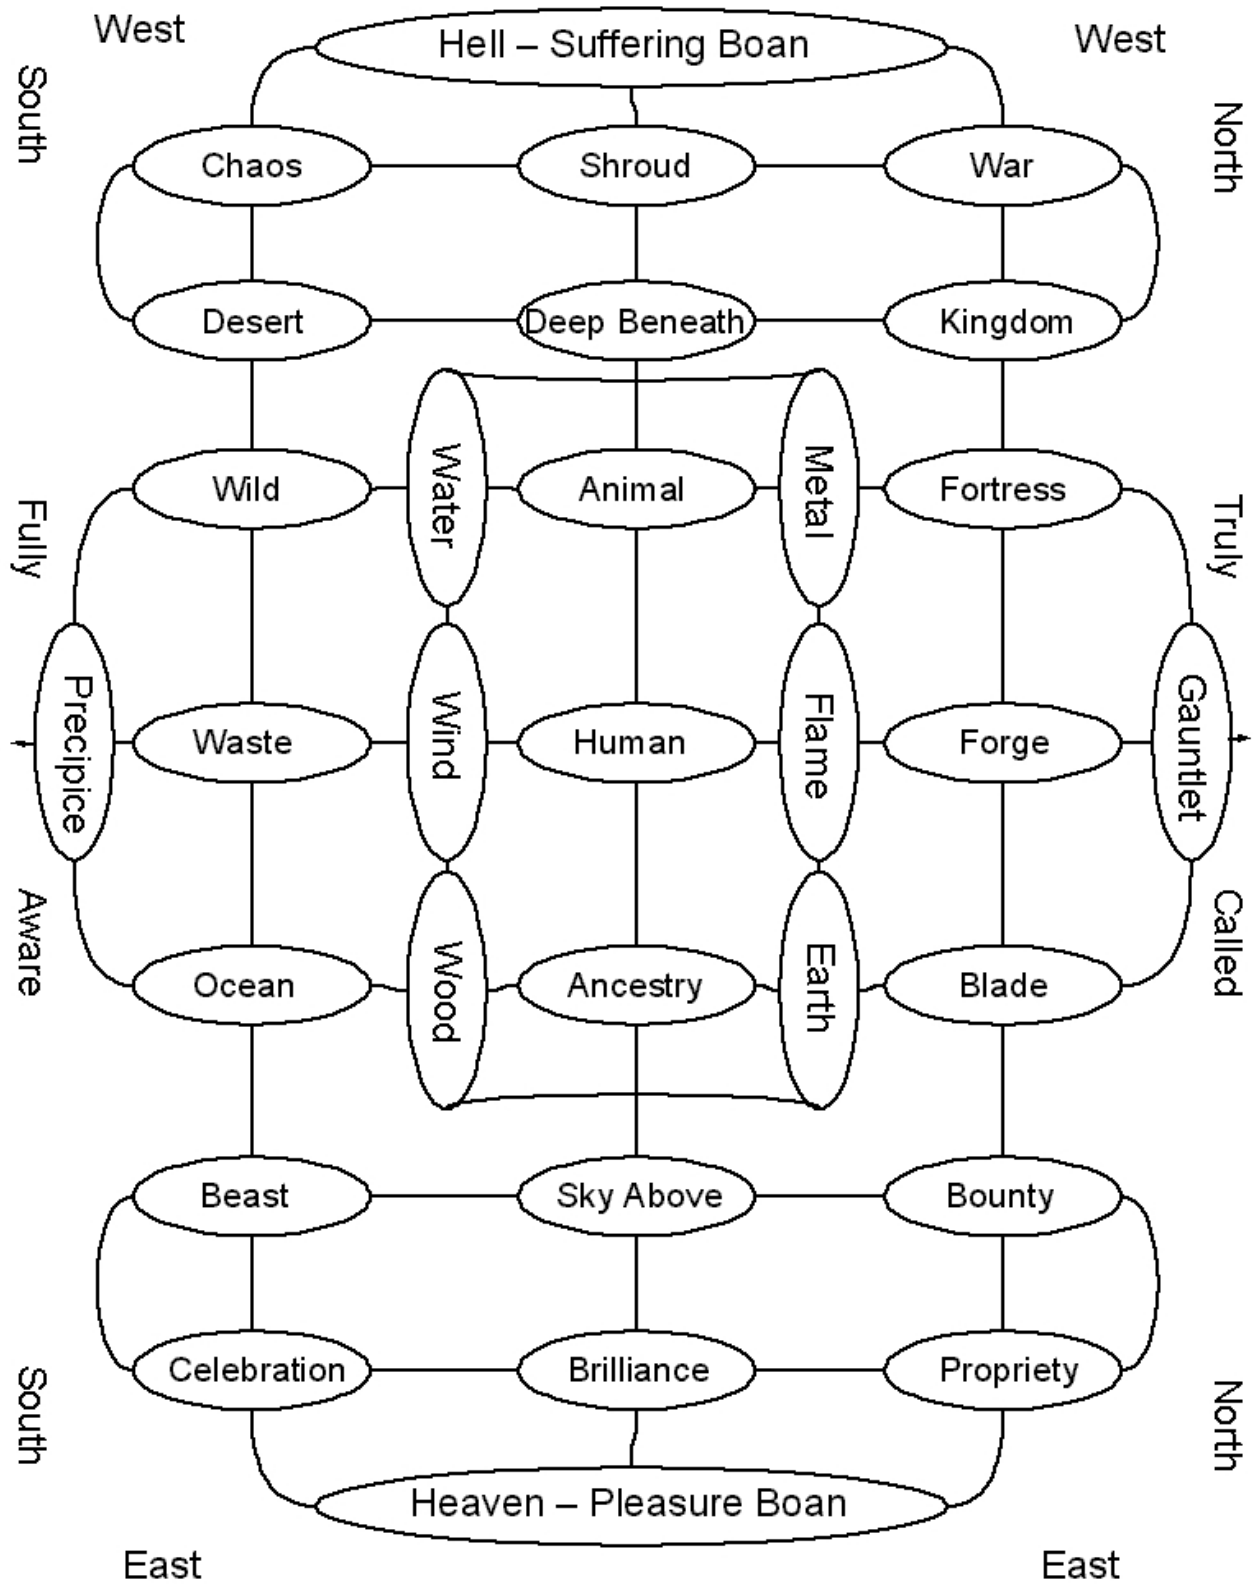 West
West
Hell – Suffering Boan
South
North
Chaos
Shroud
War
Desert
Deep Beneath
Kingdom
Fully
Wild
Water
Animal
Metal
Fortress
Truly
Precipice
Waste
Wind
Human
Flame
Forge
Gauntlet
Aware
Ocean
Wood
Ancestry
Earth
Blade
Called
Beast
Sky Above
Bounty
South
Celebration
Brilliance
Propriety
North
Heaven – Pleasure Boan
East
East